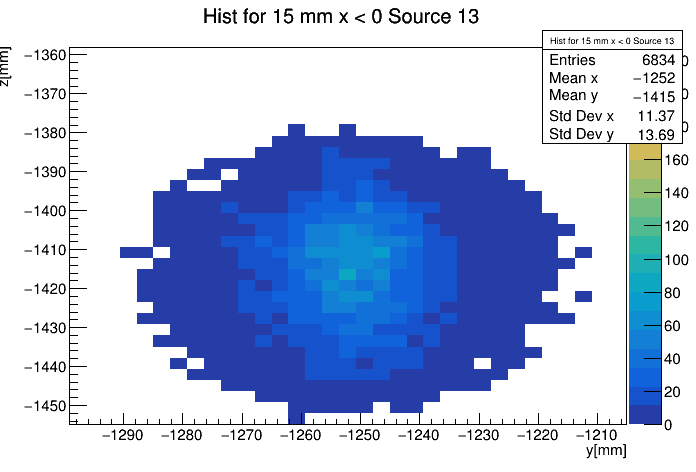 Hist for 15 mm x < 0 Source 13
Hist for 15 mm x < 0 Source 13
Entries 6834
Mean x −1252
Mean y −1415
Std Dev x 11.37
Std Dev y 13.69
z[mm]
−1360
−1370
−1380
−1390
−1400
−1410
−1420
−1430
−1440
−1450
−1290 −1280 −1270 −1260 −1250 −1240 −1230 −1220 −1210
y[mm]
160
140
120
100
80
60
40
20
0